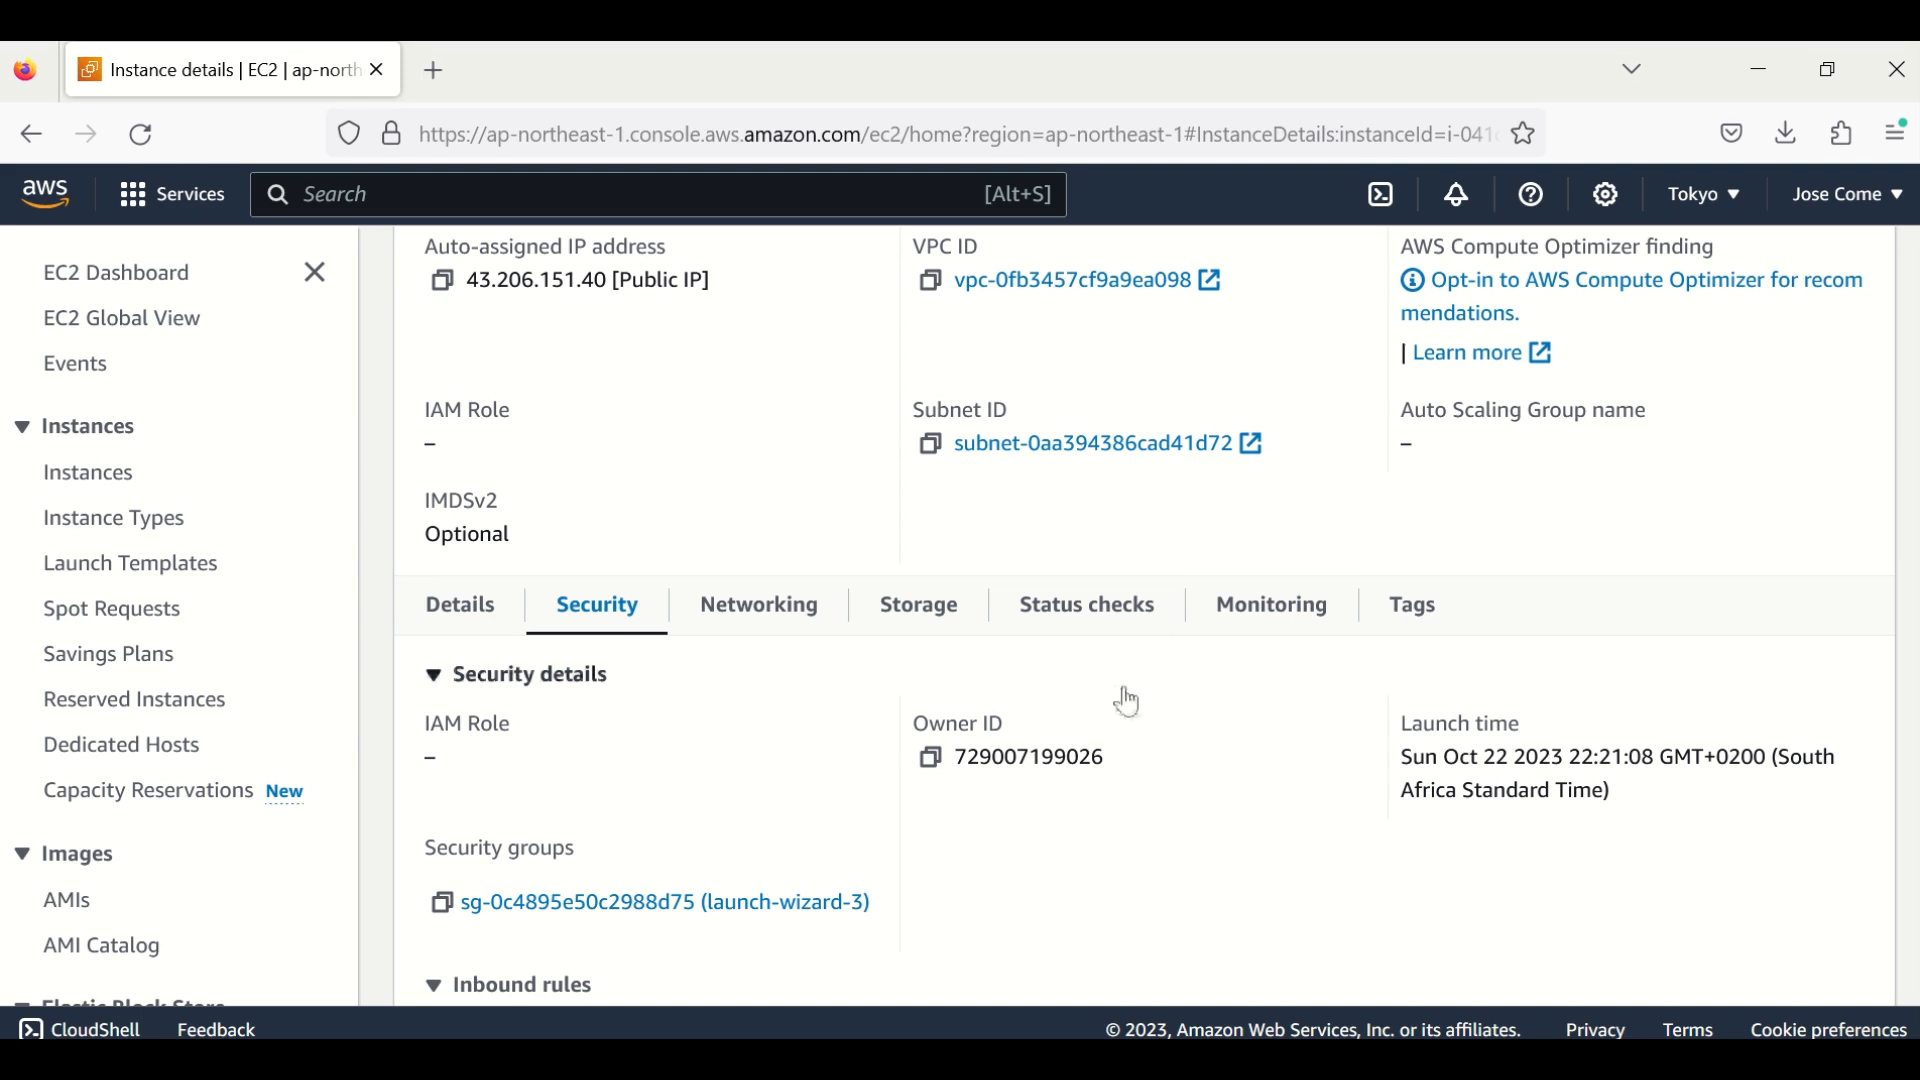 Instance details | EC2 | ap-north
https://ap-northeast-1.console.aws.amazon.com/ec2/home?region=ap-northeast-1#InstanceDetails:instanceId=i-041
aws Services Search [Alt+S] Tokyo Jose Come
EC2 Dashboard
EC2 Global View
Events
Instances
Instances
Instance Types
Launch Templates
Spot Requests
Savings Plans
Reserved Instances
Dedicated Hosts
Capacity Reservations New
Images
AMIs
AMI Catalog
Elastic Block Store
Auto-assigned IP address
43.206.151.40 [Public IP]
VPC ID
vpc-0fb3457cf9a9ea098
AWS Compute Optimizer finding
Opt-in to AWS Compute Optimizer for recom
mendations.
| Learn more
IAM Role
–
Subnet ID
subnet-0aa394386cad41d72
Auto Scaling Group name
–
IMDSv2
Optional
Details Security Networking Storage Status checks Monitoring Tags
Security details
IAM Role
–
Owner ID
729007199026
Launch time
Sun Oct 22 2023 22:21:08 GMT+0200 (South
Africa Standard Time)
Security groups
sg-0c4895e50c2988d75 (launch-wizard-3)
Inbound rules
CloudShell Feedback © 2023, Amazon Web Services, Inc. or its affiliates. Privacy Terms Cookie preferences